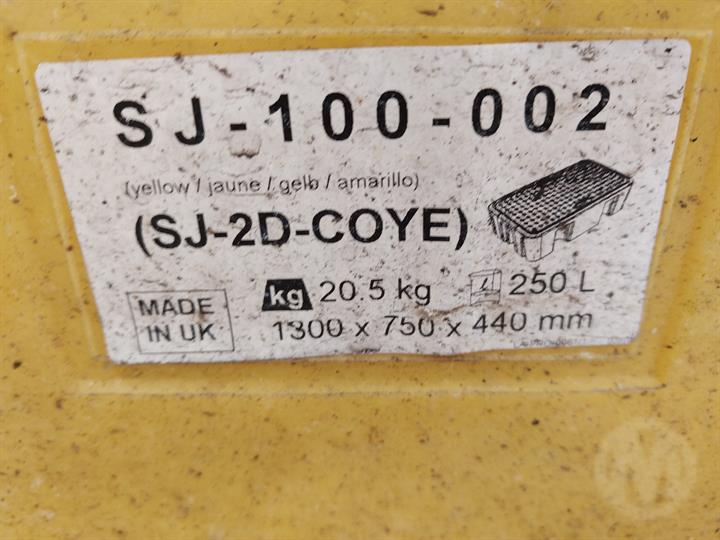 SJ-100-002
(yellow / jaune / gelb / amarillo)
(SJ-2D-COYE)
kg 20.5 kg
250 L
MADE
IN UK
1300 x 750 x 440 mm